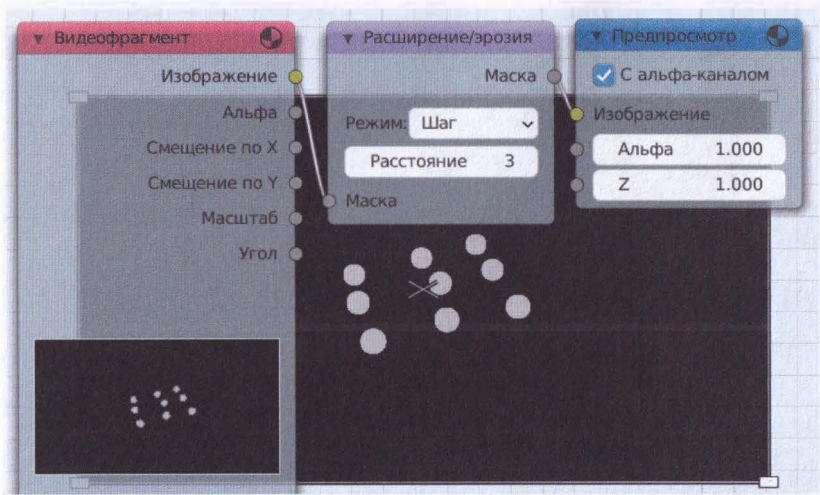 Видеофрагмент
Изображение
Альфа
Смещение по X
Смещение по Y
Масштаб
Угол
Расширение/эрозия
Маска
Режим: Шаг
Расстояние 3
Маска
Предпросмотр
С альфа-каналом
Изображение
Альфа 1.000
Z 1.000